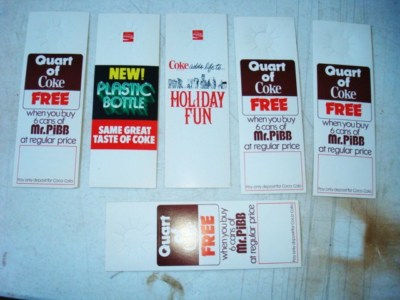 Quart
of
Coke
FREE
when you buy
6 cans of
Mr.PiBB
at regular price
NEW!
PLASTIC
BOTTLE
SAME GREAT
TASTE OF COKE
Coke adds life to...
HOLIDAY
FUN
Quart
of
Coke
FREE
when you buy
6 cans of
Mr.PiBB
at regular price
Quart
of
Coke
FREE
when you buy
6 cans of
Mr.PiBB
at regular price
Quart
of
Coke
FREE
when you buy
6 cans of
Mr.PiBB
at regular price